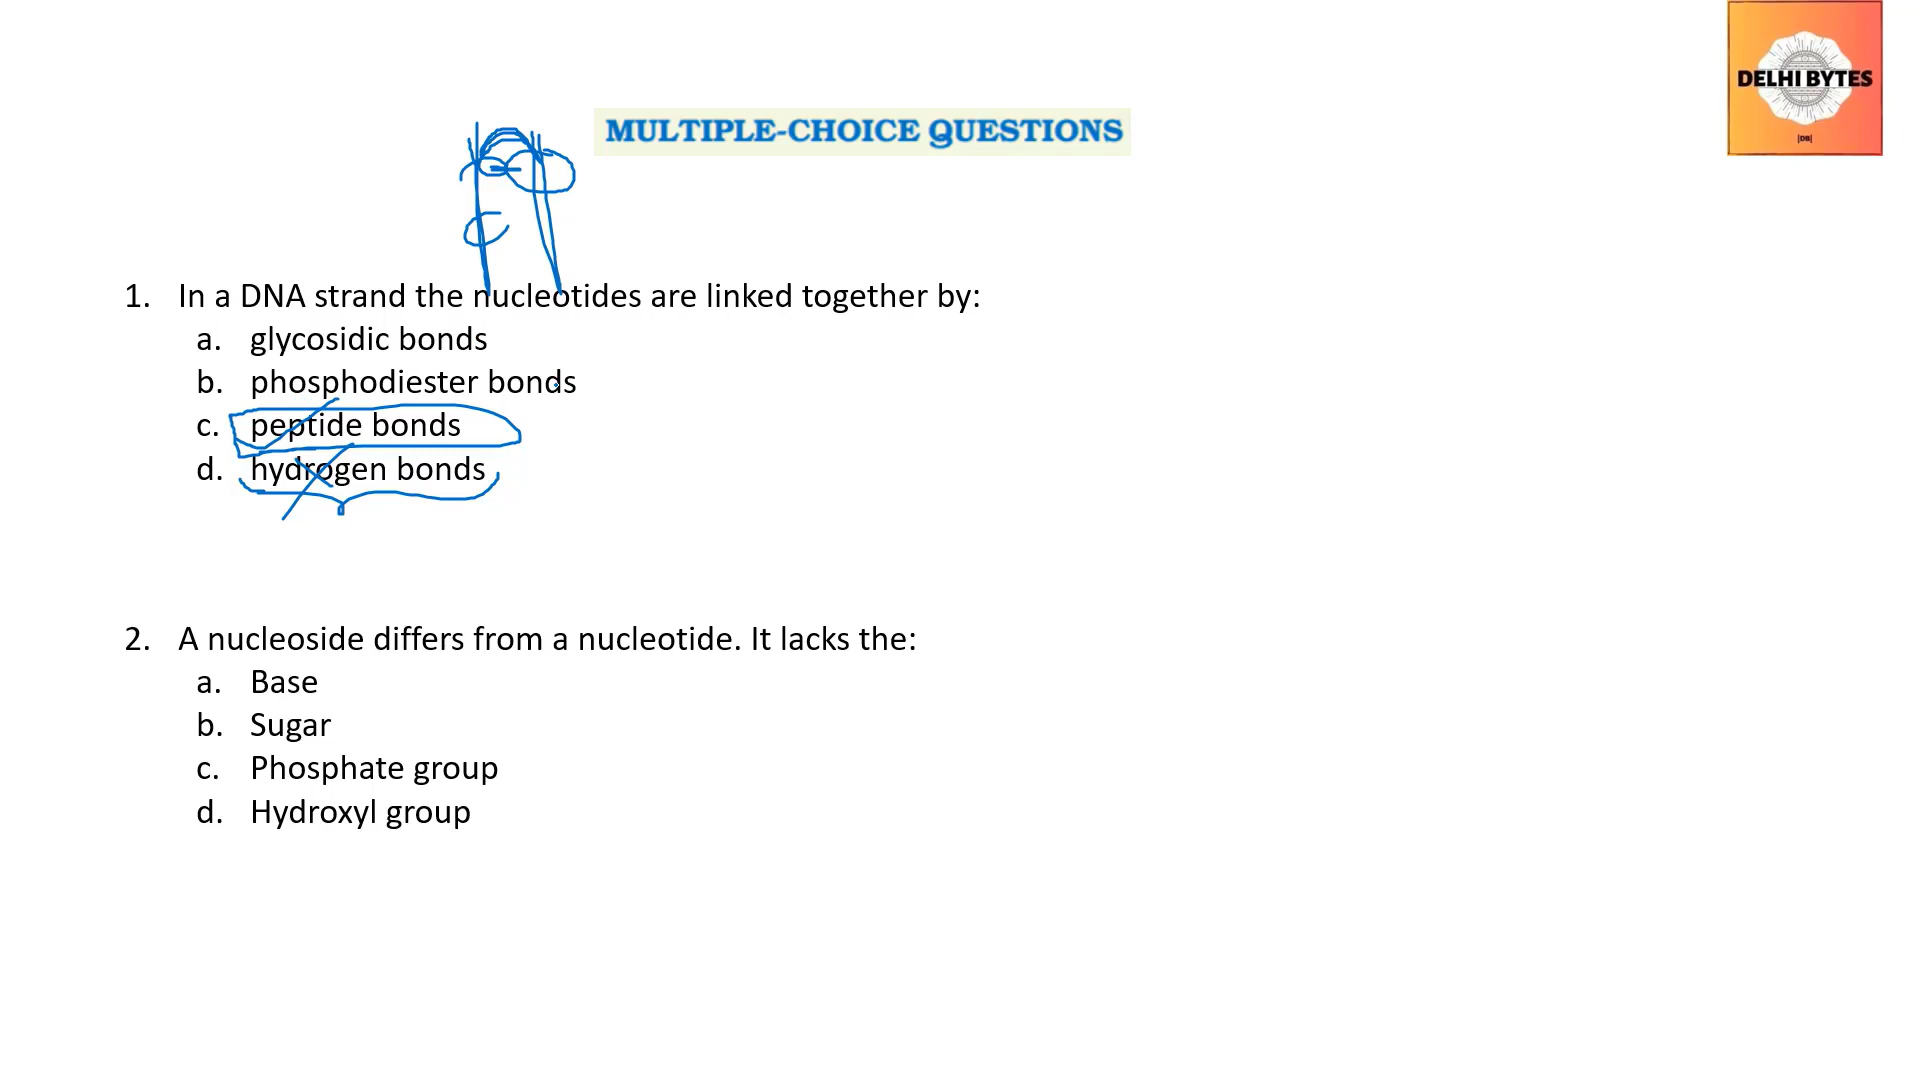 DELHI BYTES
|DB|
MULTIPLE-CHOICE QUESTIONS
1. In a DNA strand the nucleotides are linked together by:
a. glycosidic bonds
b. phosphodiester bonds
c. peptide bonds
d. hydrogen bonds
2. A nucleoside differs from a nucleotide. It lacks the:
a. Base
b. Sugar
c. Phosphate group
d. Hydroxyl group